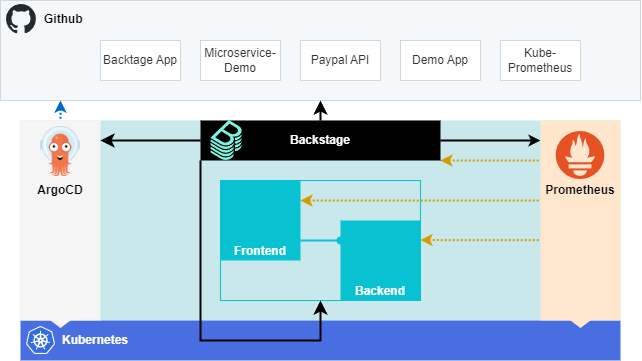 Github
Backtage App
Microservice-
Demo
Paypal API
Demo App
Kube-
Prometheus
Backstage
ArgoCD
Prometheus
Frontend
Backend
Kubernetes